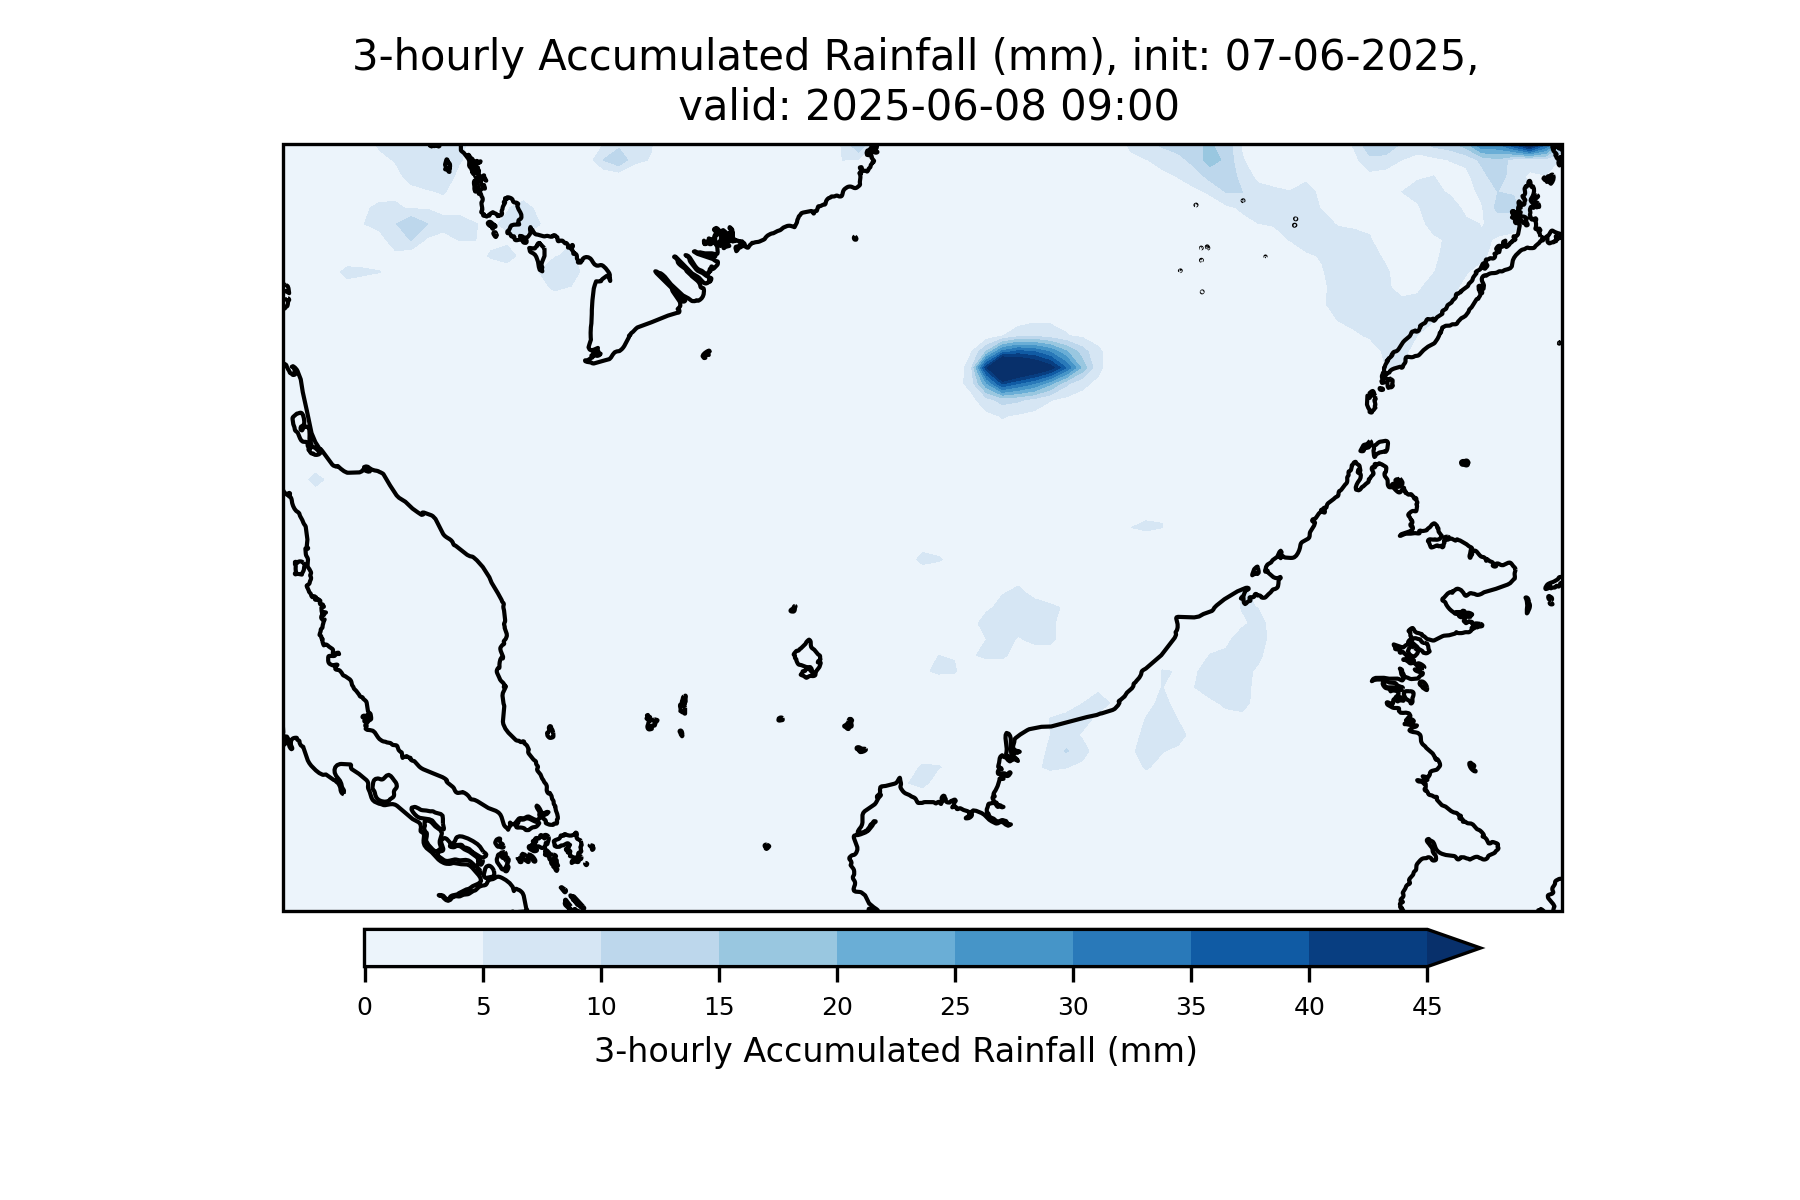 3-hourly Accumulated Rainfall (mm), init: 07-06-2025,
valid: 2025-06-08 09:00
0 5 10 15 20 25 30 35 40 45
3-hourly Accumulated Rainfall (mm)